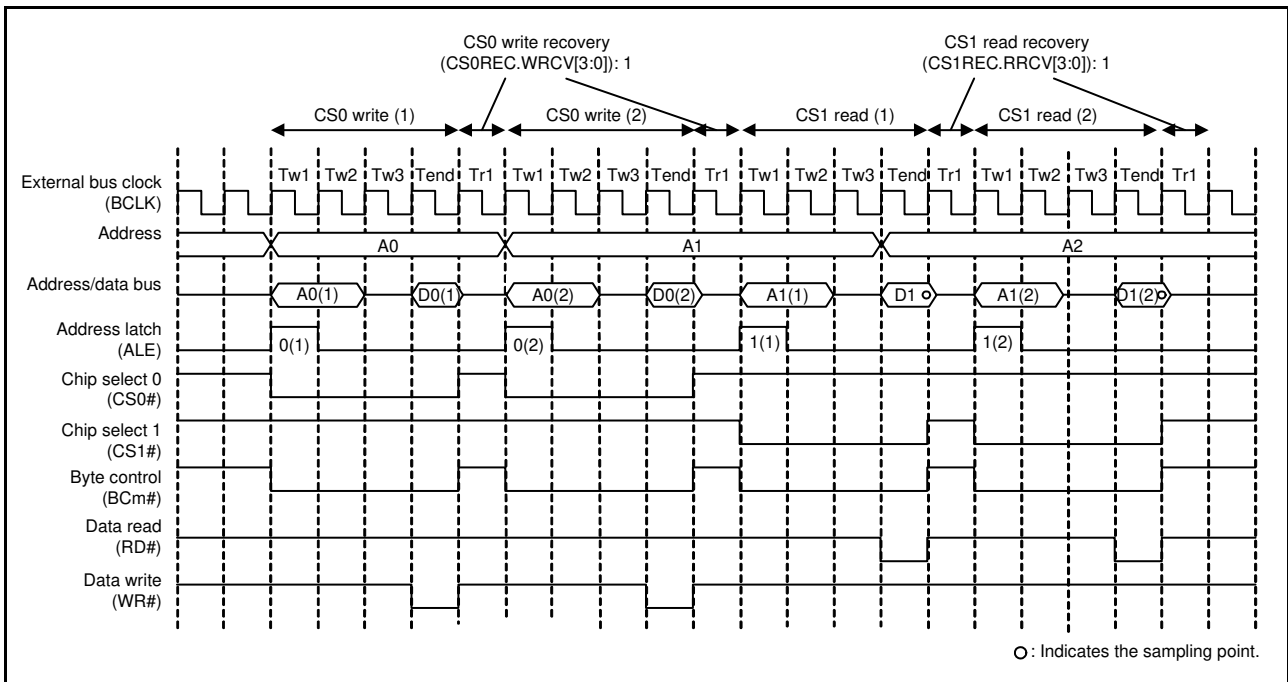 CS0 write recovery
(CS0REC.WRCV[3:0]): 1
CS1 read recovery
(CS1REC.RRCV[3:0]): 1
CS0 write (1)
CS0 write (2)
CS1 read (1)
CS1 read (2)
Tw1 Tw2 Tw3 Tend Tr1 Tw1 Tw2 Tw3 Tend Tr1 Tw1 Tw2 Tw3 Tend Tr1 Tw1 Tw2 Tw3 Tend Tr1
External bus clock
(BCLK)
Address
A0 A1 A2
Address/data bus
A0(1) D0(1) A0(2) D0(2) A1(1) D1 A1(2) D1(2)
Address latch
(ALE)
0(1) 0(2) 1(1) 1(2)
Chip select 0
(CS0#)
Chip select 1
(CS1#)
Byte control
(BCm#)
Data read
(RD#)
Data write
(WR#)
: Indicates the sampling point.